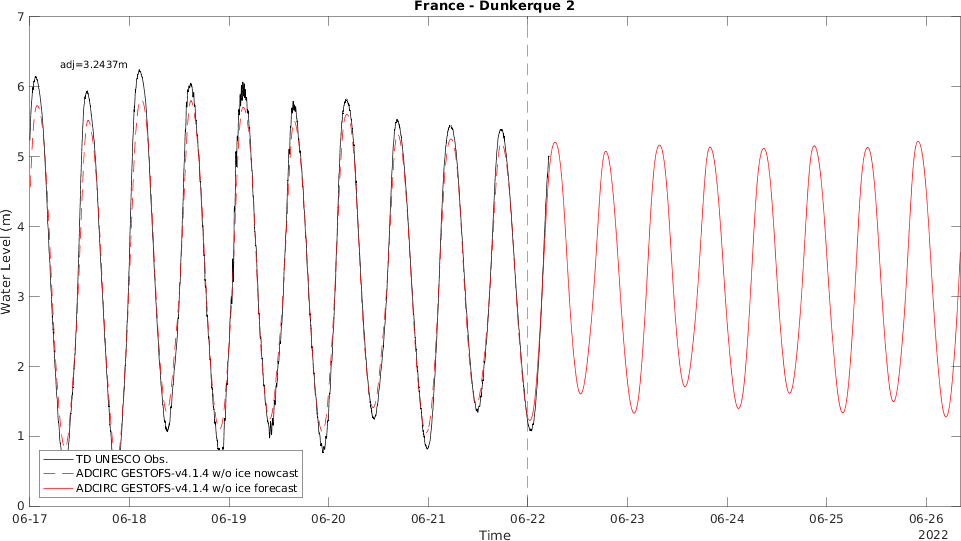 France - Dunkerque 2
adj=3.2437m
7
6
5
4
3
2
1
0
Water Level (m)
TD UNESCO Obs.
ADCIRC GESTOFS-v4.1.4 w/o ice nowcast
ADCIRC GESTOFS-v4.1.4 w/o ice forecast
06-17 06-18 06-19 06-20 06-21 06-22 06-23 06-24 06-25 06-26
Time
2022